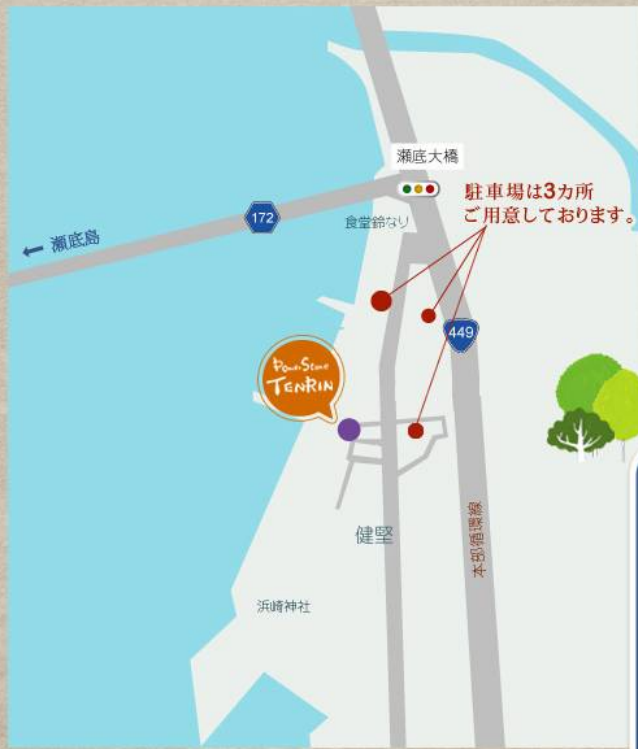 瀬底大橋
駐車場は3カ所
ご用意しております。
172
食堂鈴なり
← 瀬底島
449
Power Stone
TENRIN
本部循環線
健堅
浜崎神社